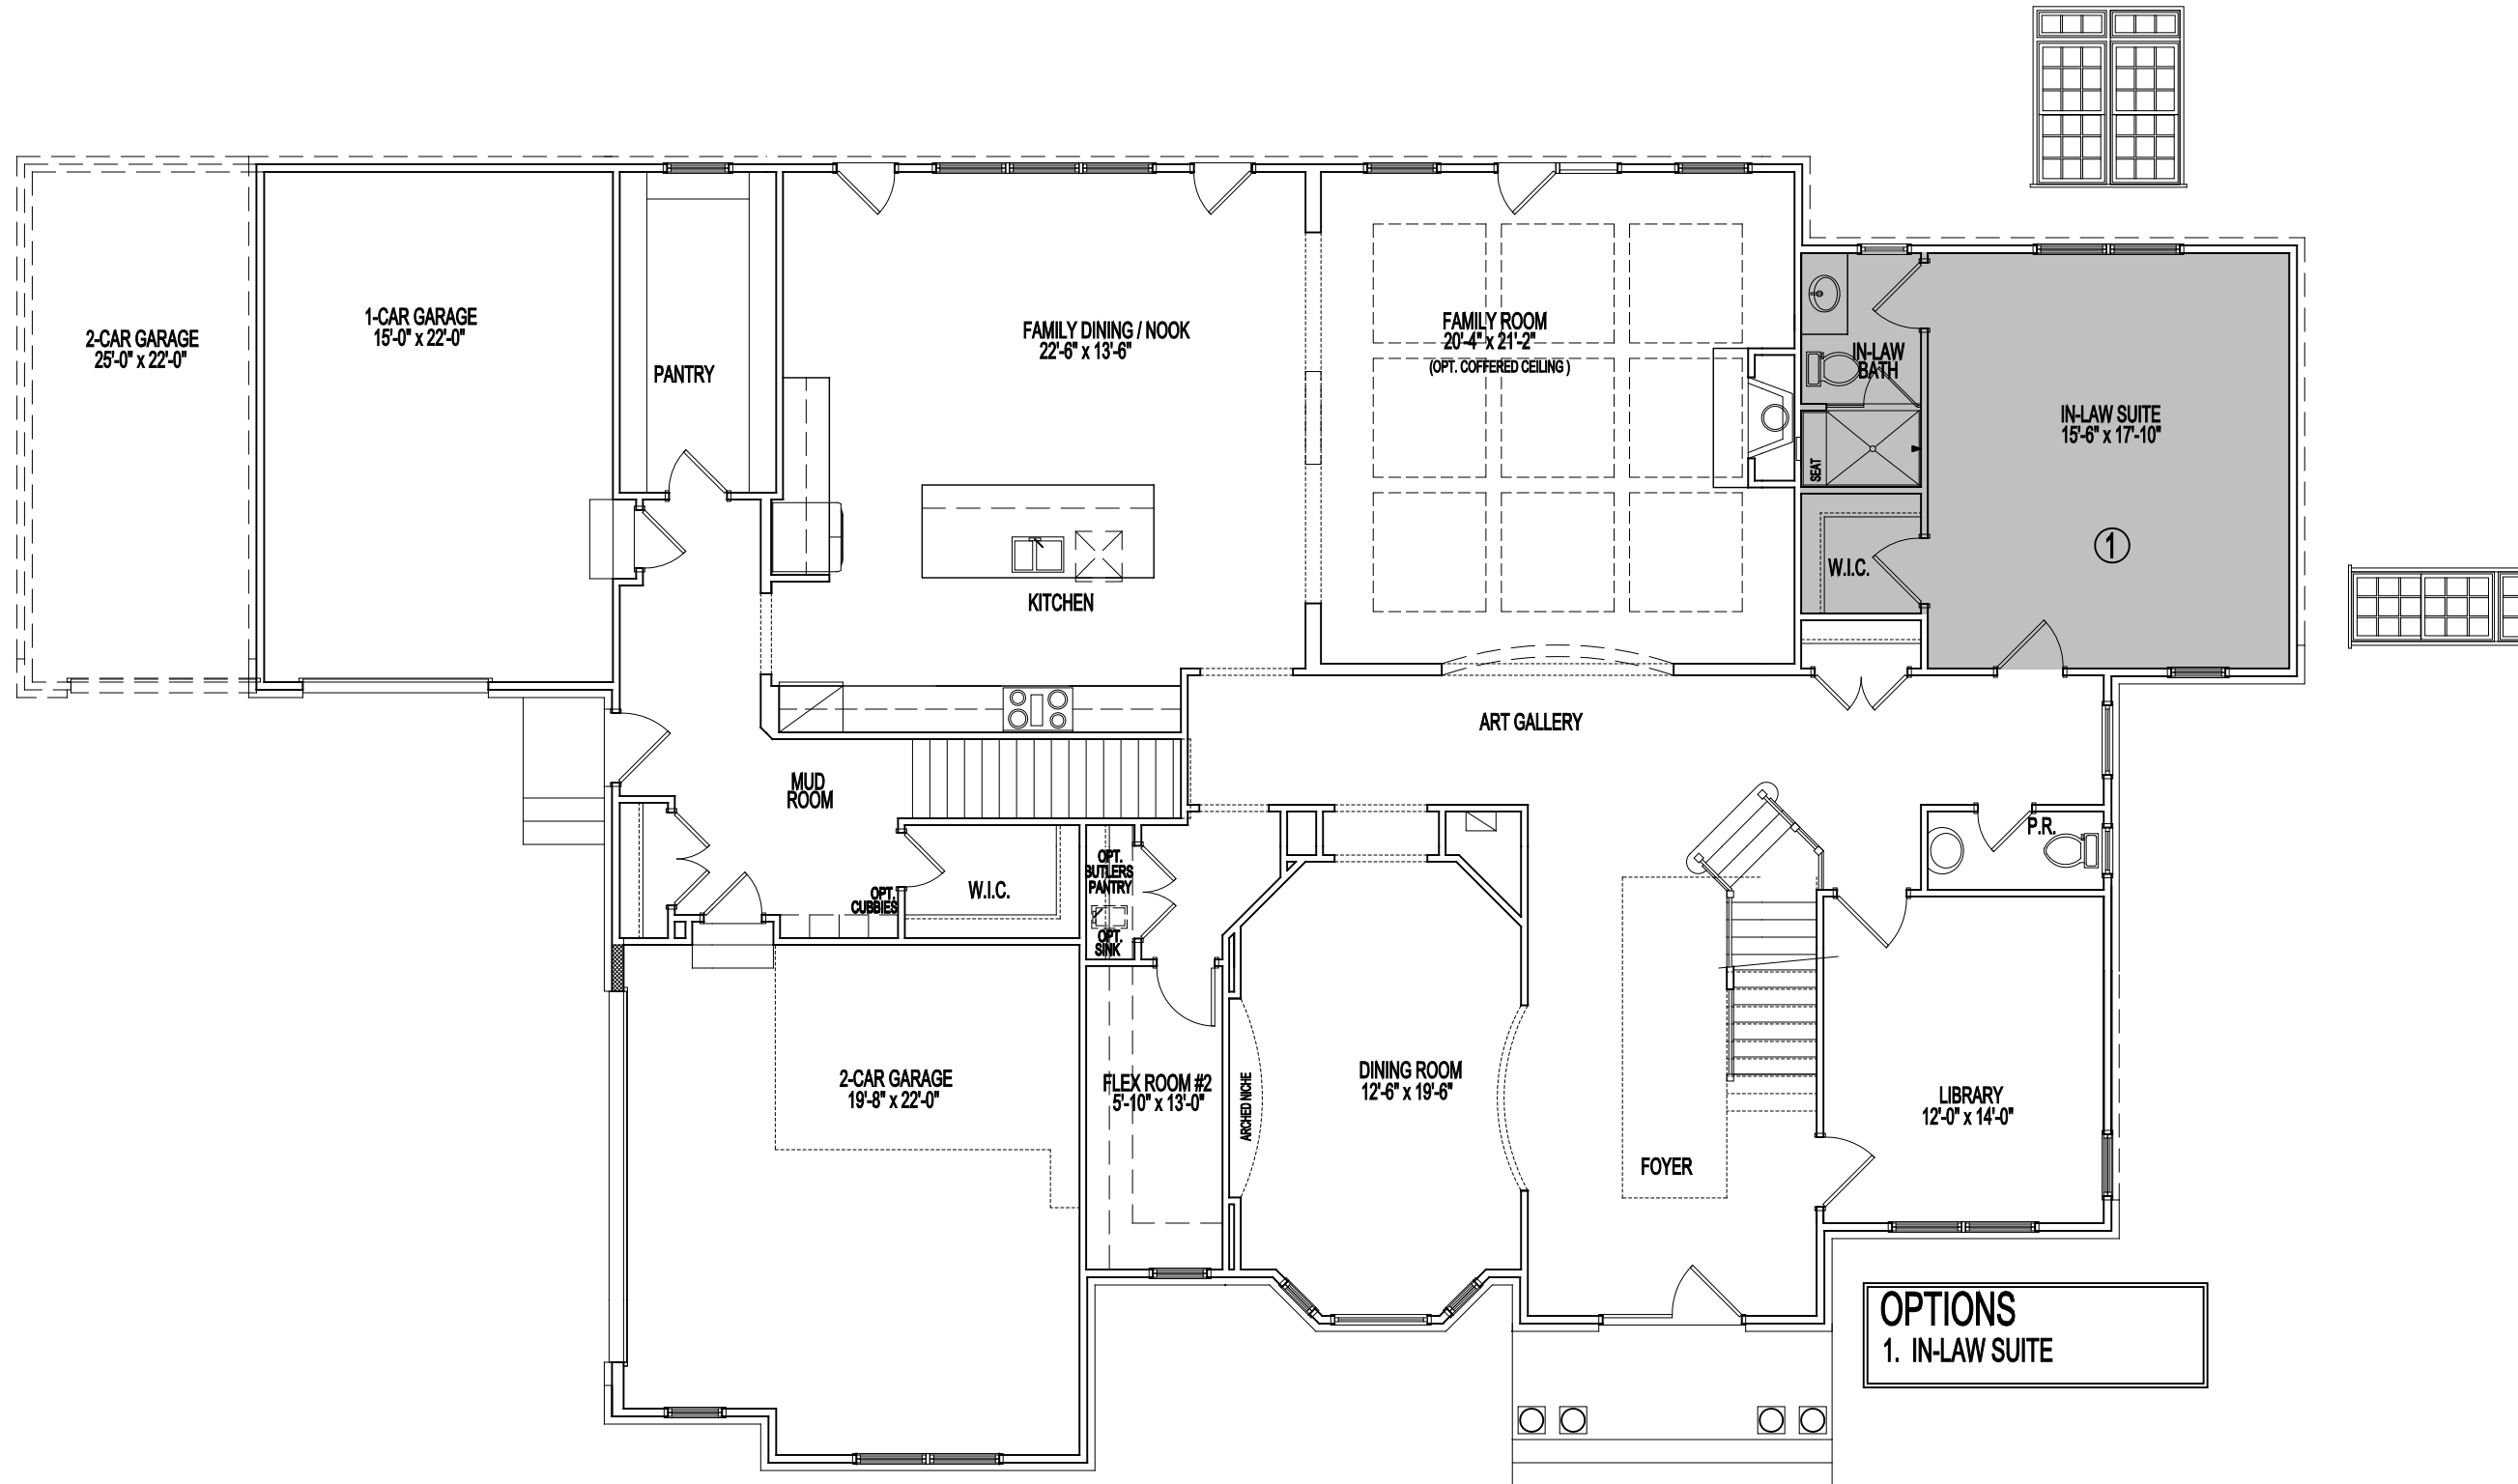 2-CAR GARAGE
25'-0" x 22'-0"
1-CAR GARAGE
15'-0" x 22'-0"
PANTRY
FAMILY DINING / NOOK
22'-6" x 13'-6"
FAMILY ROOM
20'-4" x 21'-2"
(OPT. COFFERED CEILING )
IN-LAW
BATH
IN-LAW SUITE
15'-6" x 17'-10"
SEAT
1
W.I.C.
KITCHEN
ART GALLERY
MUD
ROOM
P.R.
OPT.
BUTLERS
PANTRY
OPT.
CUBBIES
W.I.C.
OPT.
SINK
2-CAR GARAGE
19'-8" x 22'-0"
FLEX ROOM #2
5'-10" x 13'-0"
ARCHED NICHE
DINING ROOM
12'-6" x 19'-6"
LIBRARY
12'-0" x 14'-0"
FOYER
OPTIONS
1. IN-LAW SUITE